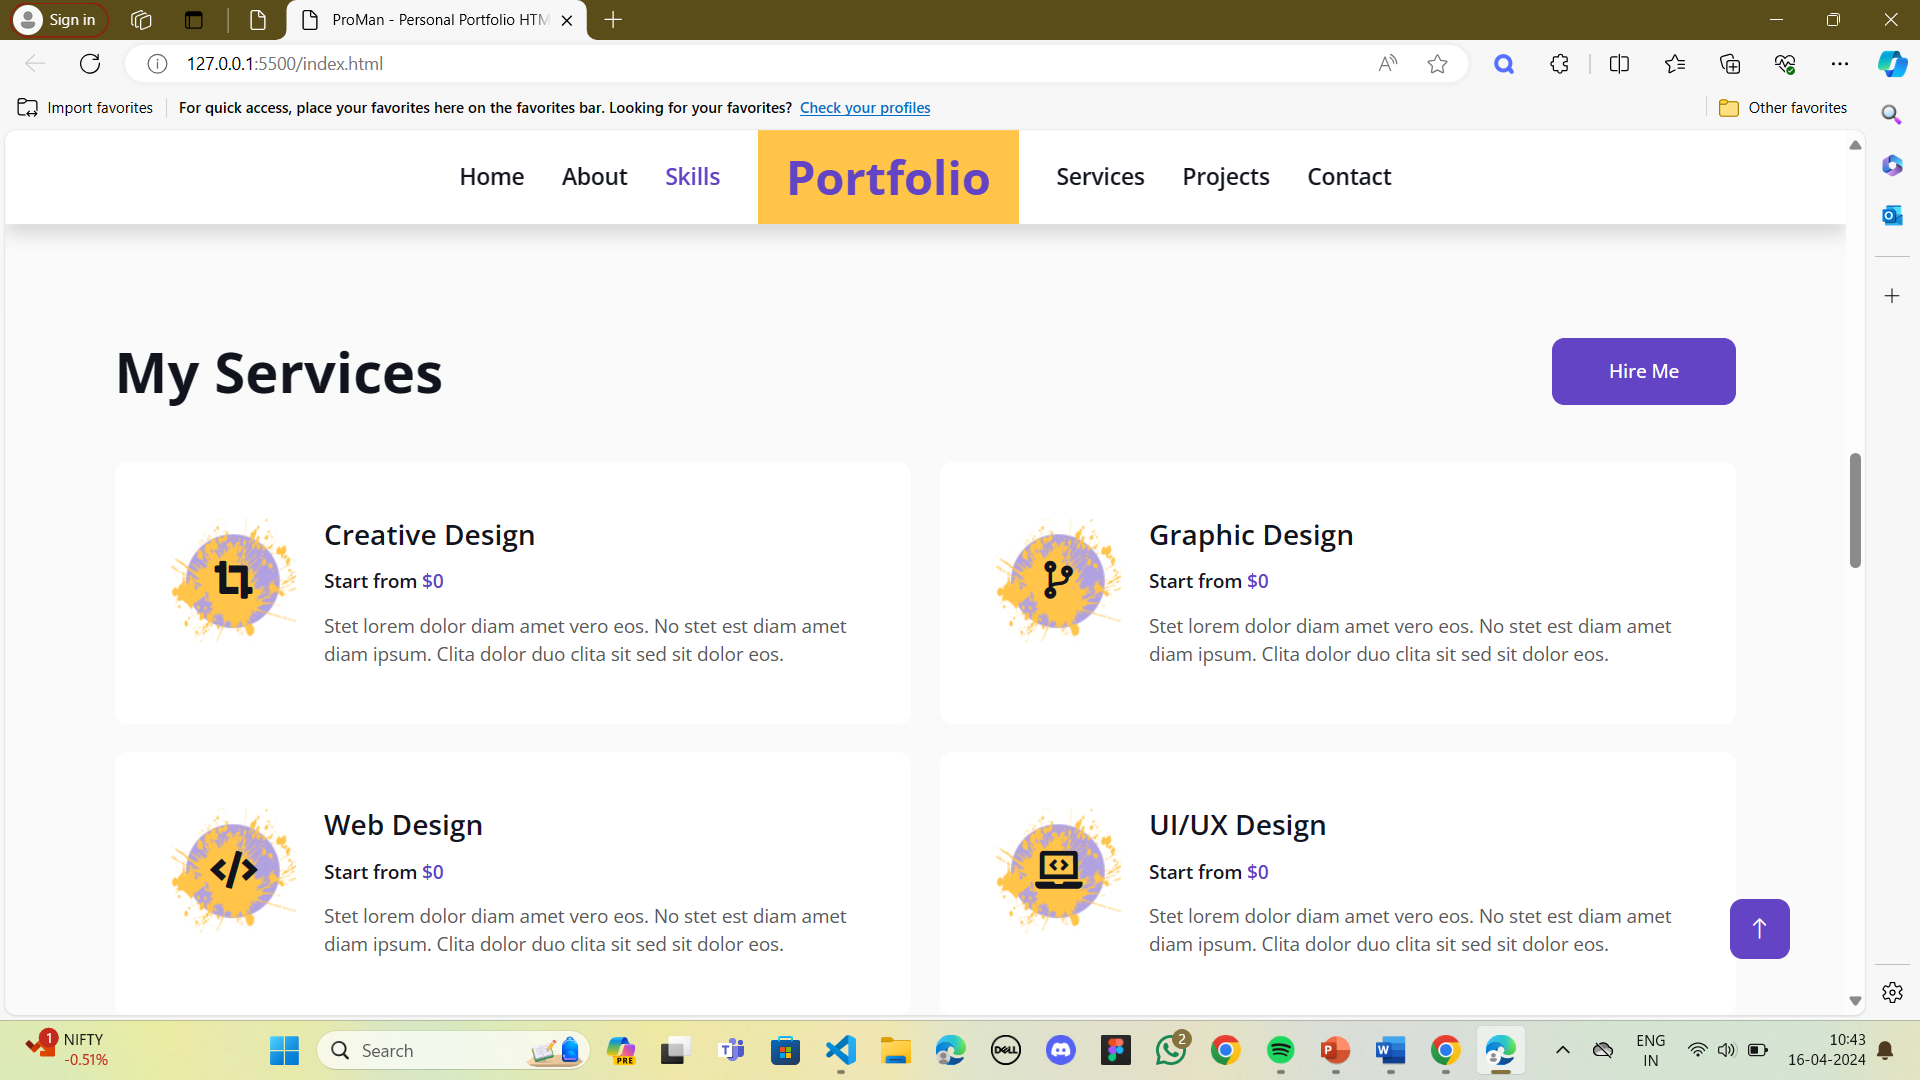 Sign in
ProMan - Personal Portfolio HTM
127.0.0.1:5500/index.html
Import favorites
For quick access, place your favorites here on the favorites bar. Looking for your favorites? Check your profiles
Other favorites
Home About Skills Portfolio Services Projects Contact
My Services
Hire Me
Creative Design
Start from $0
Stet lorem dolor diam amet vero eos. No stet est diam amet
diam ipsum. Clita dolor duo clita sit sed sit dolor eos.
Graphic Design
Start from $0
Stet lorem dolor diam amet vero eos. No stet est diam amet
diam ipsum. Clita dolor duo clita sit sed sit dolor eos.
Web Design
Start from $0
Stet lorem dolor diam amet vero eos. No stet est diam amet
diam ipsum. Clita dolor duo clita sit sed sit dolor eos.
UI/UX Design
Start from $0
Stet lorem dolor diam amet vero eos. No stet est diam amet
diam ipsum. Clita dolor duo clita sit sed sit dolor eos.
1
NIFTY
-0.51%
Search
PRE
DELL
2
ENG
IN
10:43
16-04-2024